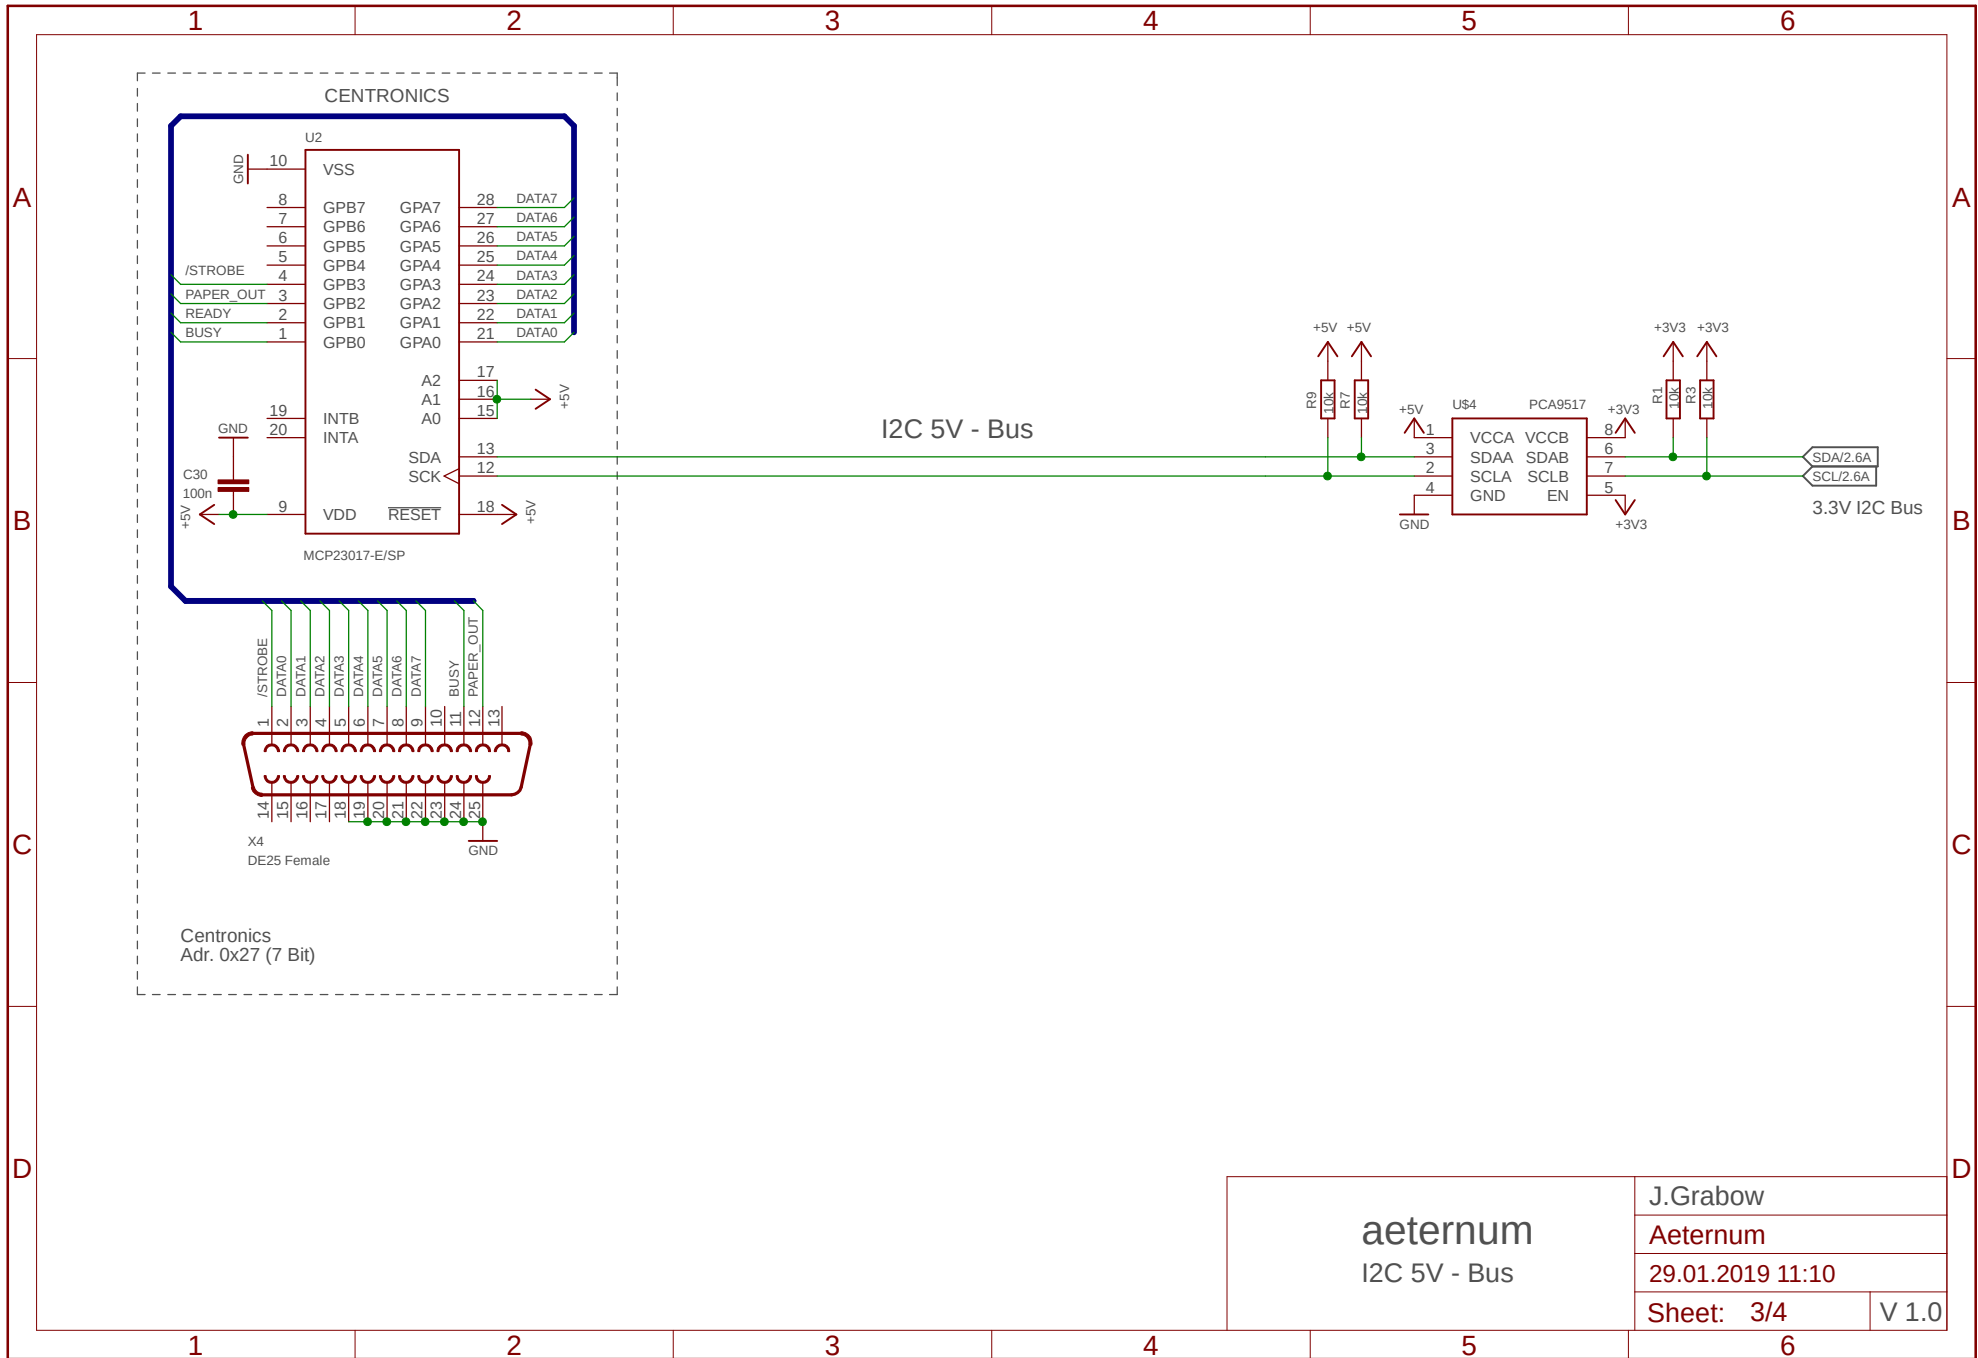 1 2 3 4 5 6
CENTRONICS
U2
GND 10 VSS
8 GPB7 GPA7 28 DATA7
7 GPB6 GPA6 27 DATA6
6 GPB5 GPA5 26 DATA5
5 GPB4 GPA4 25 DATA4
/STROBE 4 GPB3 GPA3 24 DATA3
PAPER_OUT 3 GPB2 GPA2 23 DATA2
READY 2 GPB1 GPA1 22 DATA1
BUSY 1 GPB0 GPA0 21 DATA0
A2 17
A1 16 +5V
A0 15
19 INTB
20 INTA
SDA 13
SCK 12
GND
C30
100n
+5V 9 VDD RESET 18 +5V
MCP23017-E/SP
I2C 5V - Bus
+5V +5V
R9 10k R7 10k
+3V3 +3V3
R1 10k R3 10k
U$4 PCA9517
+5V +3V3
1 VCCA VCCB 8
3 SDAA SDAB 6 SDA/2.6A
2 SCLA SCLB 7 SCL/2.6A
4 GND EN 5
GND +3V3
3.3V I2C Bus
/STROBE DATA0 DATA1 DATA2 DATA3 DATA4 DATA5 DATA6 DATA7 BUSY PAPER_OUT
1 2 3 4 5 6 7 8 9 10 11 12 13
14 15 16 17 18 19 20 21 22 23 24 25
X4
DE25 Female
GND
Centronics
Adr. 0x27 (7 Bit)
A A
B B
C C
D D
aeternum
I2C 5V - Bus
J.Grabow
Aeternum
29.01.2019 11:10
Sheet: 3/4 V 1.0
1 2 3 4 5 6